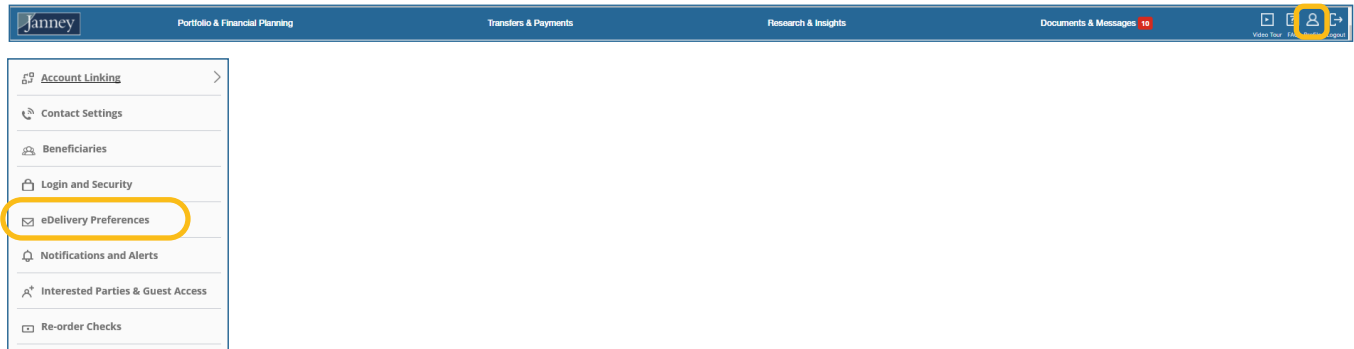 Janney
Portfolio & Financial Planning
Transfers & Payments
Research & Insights
Documents & Messages 10
Video Tour
Logout
Account Linking
Contact Settings
Beneficiaries
Login and Security
eDelivery Preferences
Notifications and Alerts
Interested Parties & Guest Access
Re-order Checks